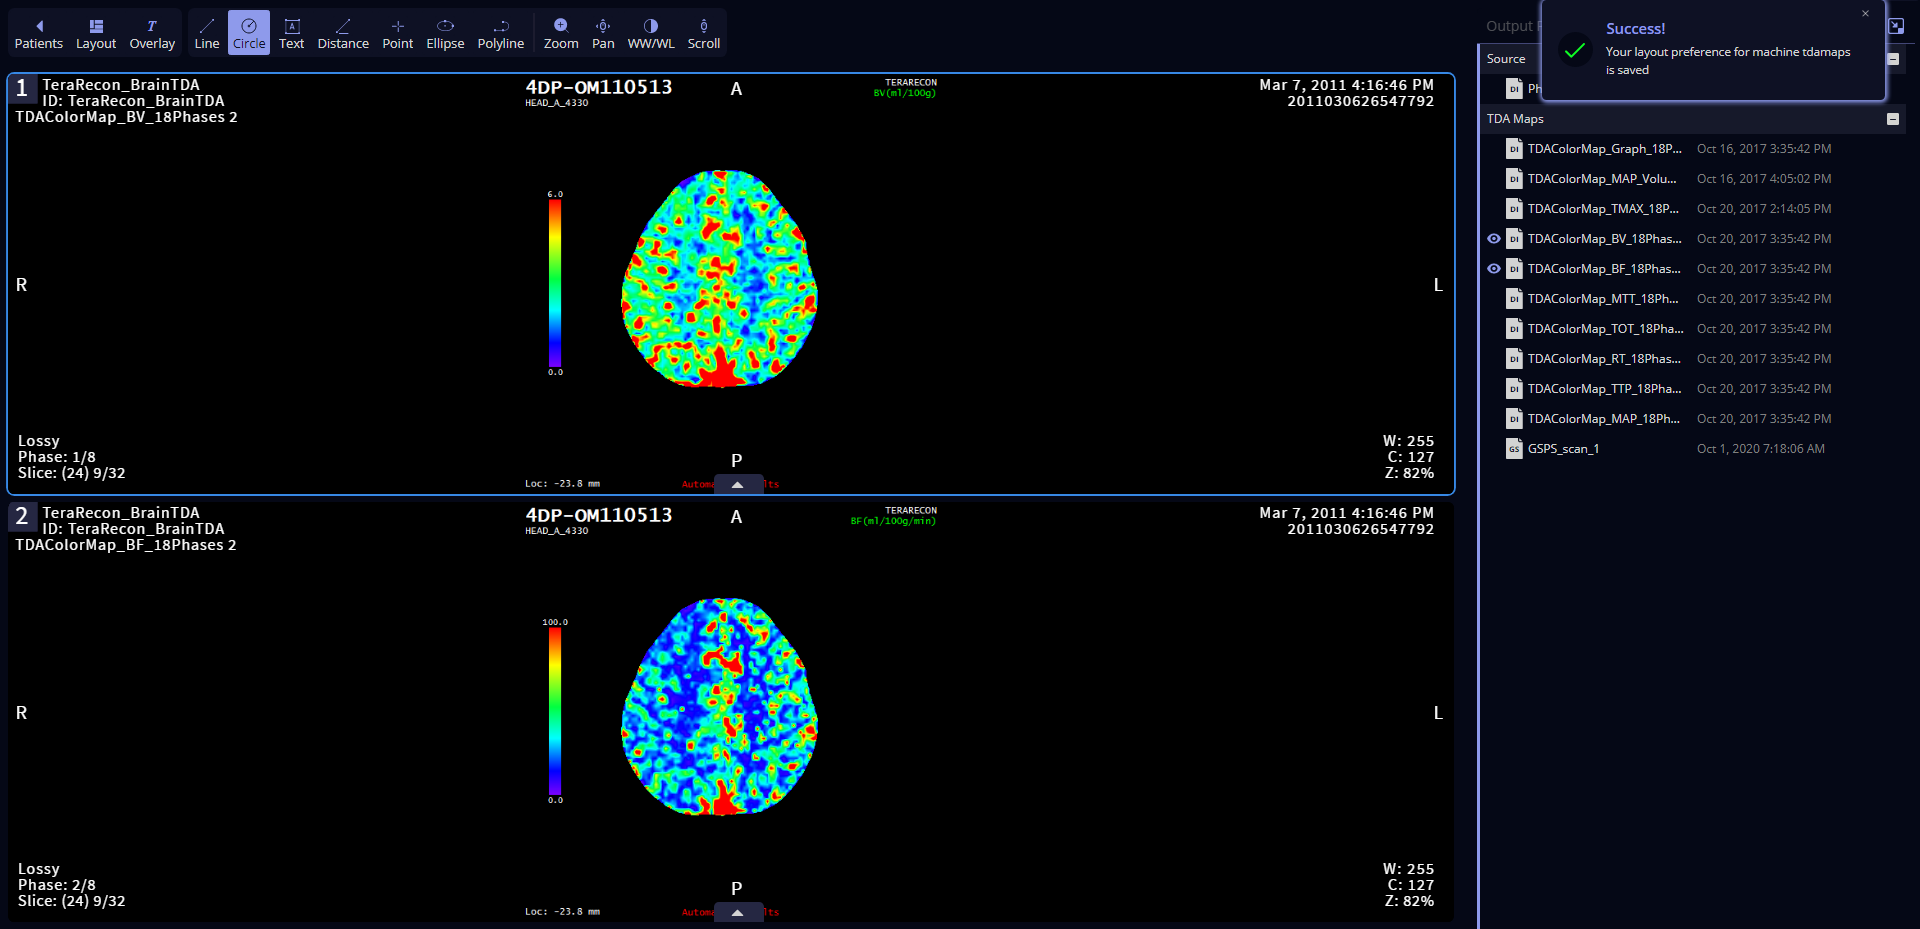 Patients Layout Overlay Line Circle Text Distance Point Ellipse Polyline Zoom Pan WW/WL Scroll
Output
Success!
Your layout preference for machine tdamaps
is saved
Source
DI Ph
TDA Maps
DI TDAColorMap_Graph_18P... Oct 16, 2017 3:35:42 PM
DI TDAColorMap_MAP_Volu... Oct 16, 2017 4:05:02 PM
DI TDAColorMap_TMAX_18P... Oct 20, 2017 2:14:05 PM
DI TDAColorMap_BV_18Phas... Oct 20, 2017 3:35:42 PM
DI TDAColorMap_BF_18Phas... Oct 20, 2017 3:35:42 PM
DI TDAColorMap_MTT_18Ph... Oct 20, 2017 3:35:42 PM
DI TDAColorMap_TOT_18Pha... Oct 20, 2017 3:35:42 PM
DI TDAColorMap_RT_18Phas... Oct 20, 2017 3:35:42 PM
DI TDAColorMap_TTP_18Pha... Oct 20, 2017 3:35:42 PM
DI TDAColorMap_MAP_18Ph... Oct 20, 2017 3:35:42 PM
GS GSPS_scan_1 Oct 1, 2020 7:18:06 AM
1
TeraRecon_BrainTDA
ID: TeraRecon_BrainTDA
TDAColorMap_BV_18Phases 2
4DP-OM110513
HEAD_A_4330
A
TERARECON
BV(ml/100g)
Mar 7, 2011 4:16:46 PM
2011030626547792
6.0
0.0
R
L
Lossy
Phase: 1/8
Slice: (24) 9/32
P
Loc: -23.8 mm
Autom lts
W: 255
C: 127
Z: 82%
2
TeraRecon_BrainTDA
ID: TeraRecon_BrainTDA
TDAColorMap_BF_18Phases 2
4DP-OM110513
HEAD_A_4330
A
TERARECON
BF(ml/100g/min)
Mar 7, 2011 4:16:46 PM
2011030626547792
100.0
0.0
R
L
Lossy
Phase: 2/8
Slice: (24) 9/32
P
Loc: -23.8 mm
Autom lts
W: 255
C: 127
Z: 82%